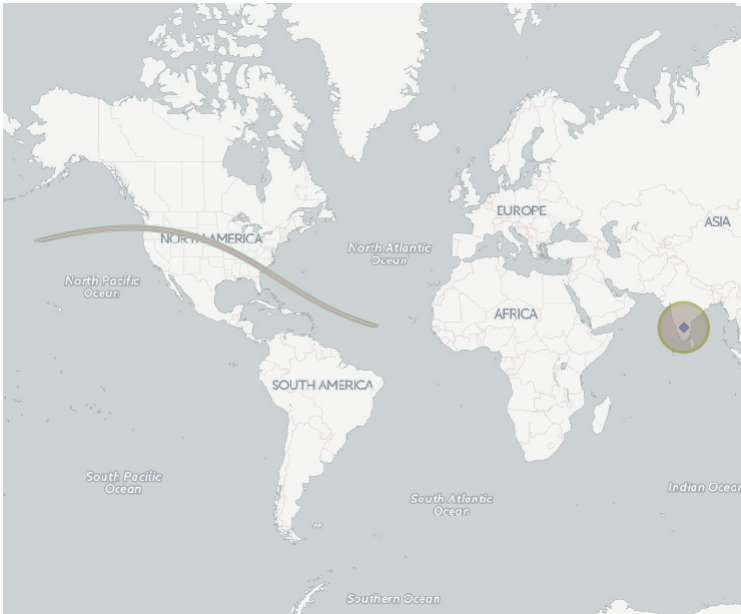 EUROPE
ASIA
NORTH AMERICA
North Atlantic
Ocean
North Pacific
Ocean
AFRICA
SOUTH AMERICA
South Pacific
Ocean
South Atlantic
Ocean
Indian Ocean
Southern Ocean